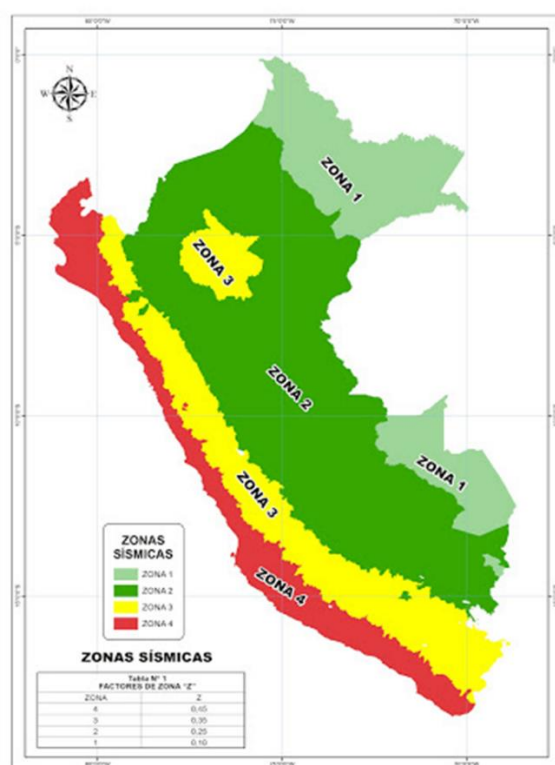 N
W E
S
ZONA 1
ZONA 3
ZONA 2
ZONA 1
ZONA 3
ZONA 4
ZONAS
SÍSMICAS
ZONA 1
ZONA 2
ZONA 3
ZONA 4
ZONAS SÍSMICAS
Tabla N° 1
FACTORES DE ZONA "Z"
ZONA Z
4 0,45
3 0,35
2 0,25
1 0,10